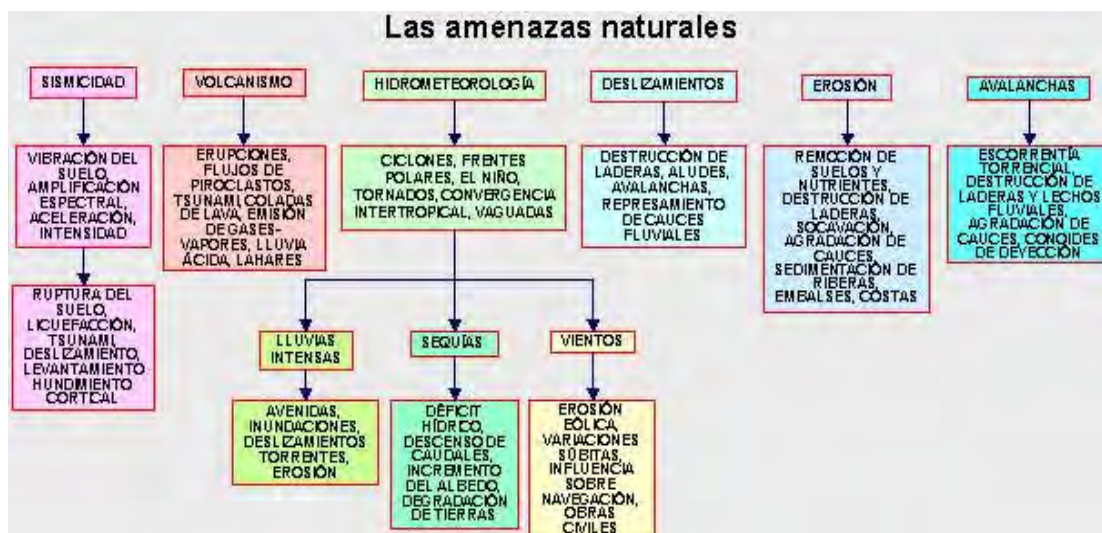 Las amenazas naturales
SISMICIDAD
VIBRACIÓN DEL
SUELO,
AMPLIFICACIÓN
ESPECTRAL,
ACELERACIÓN,
INTENSIDAD
RUPTURA DEL
SUELO,
LICUEFACCIÓN,
TSUNAMI,
DESLIZAMIENTO,
LEVANTAMIENTO
HUNDIMIENTO
CORTICAL
VOLCANISMO
ERUPCIONES,
FLUJOS DE
PIROCLASTOS,
TSUNAMI, COLADAS
DE LAVA, EMISIÓN
DE GASES-
VAPORES, LLUVIA
ÁCIDA, LAHARES
HIDROMETEOROLOGÍA
CICLONES, FRENTES
POLARES, EL NIÑO,
TORNADOS, CONVERGENCIA
INTERTROPICAL, VAGUADAS
LLUVIAS
INTENSAS
AVENIDAS,
INUNDACIONES,
DESLIZAMIENTOS
TORRENTES,
EROSIÓN
SEQUÍAS
DÉFICIT
HÍDRICO,
DESCENSO DE
CAUDALES,
INCREMENTO
DEL ALBEDO,
DEGRADACIÓN
DE TIERRAS
VIENTOS
EROSIÓN
EÓLICA,
VARIACIONES
SÚBITAS,
INFLUENCIA
SOBRE
NAVEGACIÓN,
OBRAS
CIVILES
DESLIZAMIENTOS
DESTRUCCIÓN DE
LADERAS, ALUDES,
AVALANCHAS,
REPRESAMIENTO
DE CAUCES
FLUVIALES
EROSIÓN
REMOCIÓN DE
SUELOS Y
NUTRIENTES,
DESTRUCCIÓN DE
LADERAS,
SOCAVACIÓN,
AGRADACIÓN DE
CAUCES,
SEDIMENTACIÓN DE
RIBERAS,
EMBALSES, COSTAS
AVALANCHAS
ESCORRENTÍA
TORRENCIAL,
DESTRUCCIÓN DE
LADERAS Y LECHOS
FLUVIALES,
AGRADACIÓN DE
CAUCES, CONOIDES
DE DEYECCIÓN